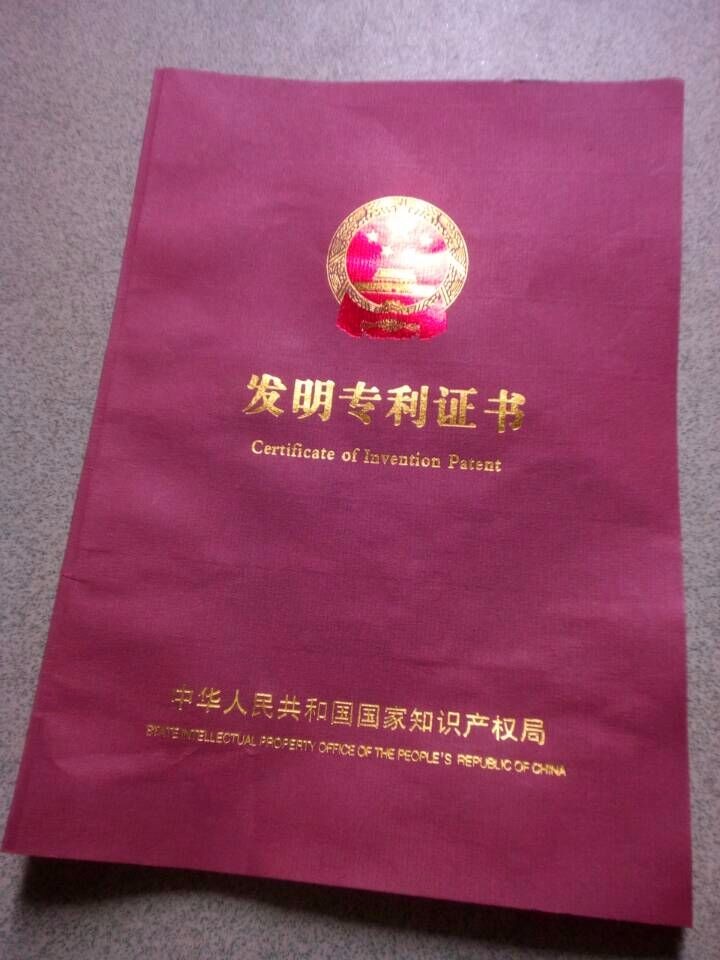 发明专利证书
Certificate of Invention Patent
中华人民共和国国家知识产权局
STATE INTELLECTUAL PROPERTY OFFICE OF THE PEOPLE'S REPUBLIC OF CHINA